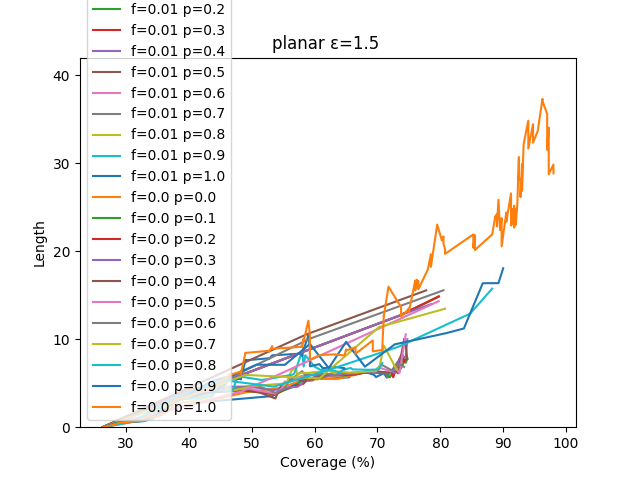 f=0.01 p=0.2
f=0.01 p=0.3
f=0.01 p=0.4
f=0.01 p=0.5
f=0.01 p=0.6
f=0.01 p=0.7
f=0.01 p=0.8
f=0.01 p=0.9
f=0.01 p=1.0
f=0.0 p=0.0
f=0.0 p=0.1
f=0.0 p=0.2
f=0.0 p=0.3
f=0.0 p=0.4
f=0.0 p=0.5
f=0.0 p=0.6
f=0.0 p=0.7
f=0.0 p=0.8
f=0.0 p=0.9
f=0.0 p=1.0
planar ε=1.5
40
30
20
10
0
Length
30 40 50 60 70 80 90 100
Coverage (%)